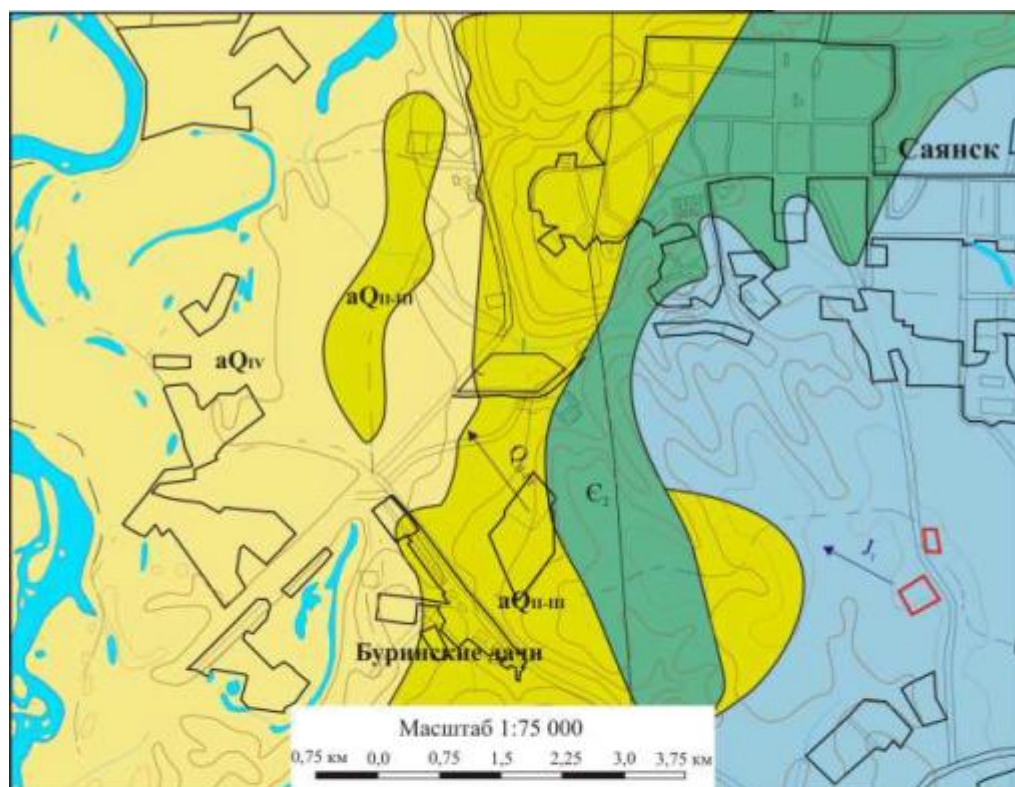 Саянск
aQII-III
aQIV
Q
Є2
J1
aQII-III
Буринские дачи
Масштаб 1:75 000
0,75 км 0,0 0,75 1,5 2,25 3,0 3,75 км